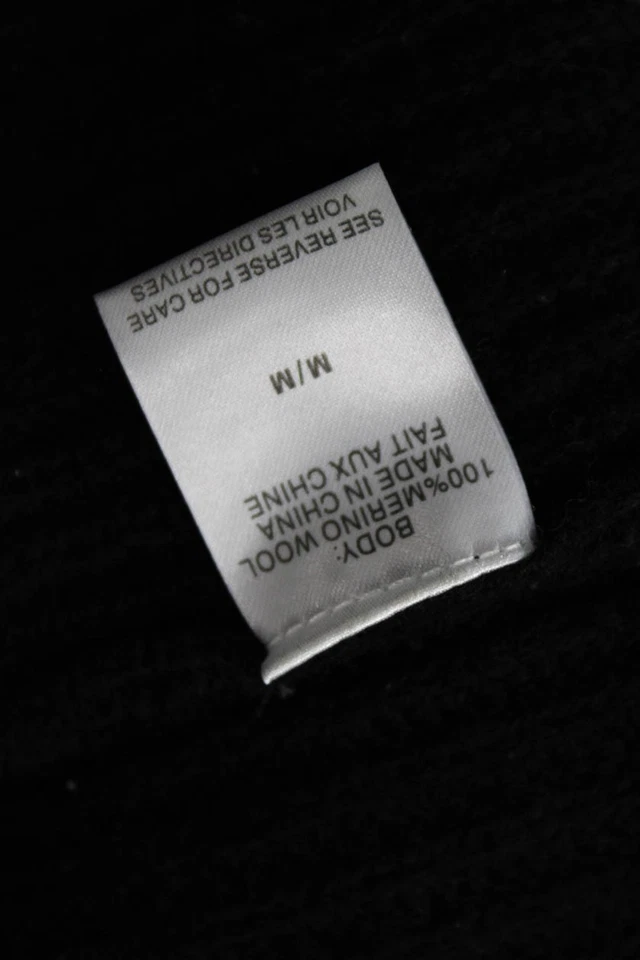 BODY:
100%MERINO WOOL
MADE IN CHINA
FAIT AUX CHINE
M/M
SEE REVERSE FOR CARE
VOIR LES DIRECTIVES